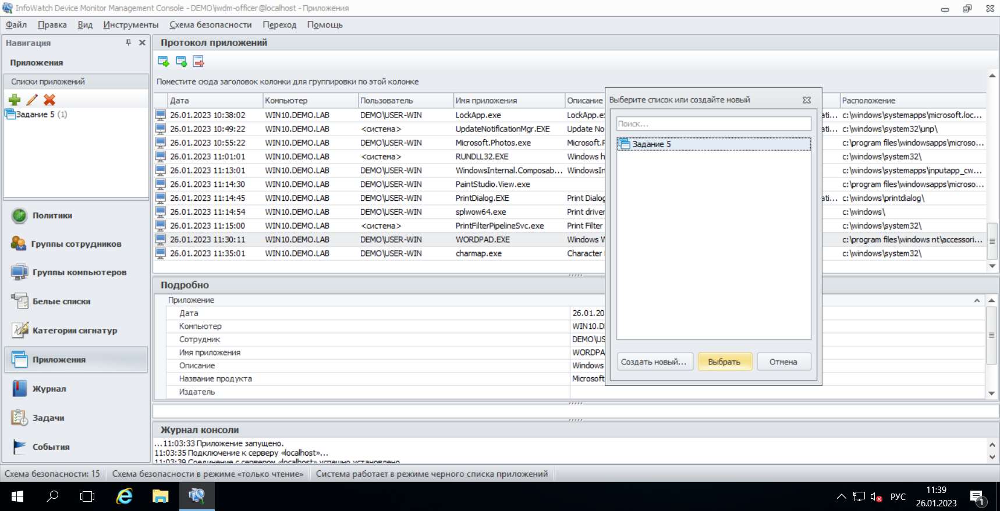 InfoWatch Device Monitor Management Console - DEMO\iwdm-officer@localhost - Приложения
Файл Правка Вид Инструменты Схема безопасности Переход Помощь
Навигация
Приложения
Списки приложений
Задание 5 (1)
Политики
Группы сотрудников
Группы компьютеров
Белые списки
Категории сигнатур
Приложения
Журнал
Задачи
События
Протокол приложений
Поместите сюда заголовок колонки для группировки по этой колонке
Дата Компьютер Пользователь Имя приложения Описание Расположение
26.01.2023 10:38:02 WIN10.DEMO.LAB DEMO\USER-WIN LockApp.exe LockApp.ex ati... c:\windows\systemapps\microsoft.loc...
26.01.2023 10:49:22 WIN10.DEMO.LAB <система> UpdateNotificationMgr.EXE Update No ati... c:\windows\system32\unp\
26.01.2023 10:55:22 WIN10.DEMO.LAB DEMO\USER-WIN Microsoft.Photos.exe Microsoft.P c:\program files\windowsapps\microso...
26.01.2023 11:01:01 WIN10.DEMO.LAB <система> RUNDLL32.EXE Windows h c:\windows\system32\
26.01.2023 11:13:01 WIN10.DEMO.LAB DEMO\USER-WIN WindowsInternal.Composab... WindowsIn c:\windows\systemapps\inputapp_cw...
26.01.2023 11:14:30 WIN10.DEMO.LAB DEMO\USER-WIN PaintStudio.View.exe c:\program files\windowsapps\microso...
26.01.2023 11:14:45 WIN10.DEMO.LAB DEMO\USER-WIN PrintDialog.EXE Print Dialog ati... c:\windows\printdialog\
26.01.2023 11:14:54 WIN10.DEMO.LAB DEMO\USER-WIN splwow64.exe Print driver c:\windows\
26.01.2023 11:15:00 WIN10.DEMO.LAB <система> PrintFilterPipelineSvc.exe Print Filter c:\windows\system32\
26.01.2023 11:30:11 WIN10.DEMO.LAB DEMO\USER-WIN WORDPAD.EXE Windows W c:\program files\windows nt\accessori...
26.01.2023 11:35:01 WIN10.DEMO.LAB DEMO\USER-WIN charmap.exe Character c:\windows\system32\
Выберите список или создайте новый
Поиск...
Задание 5
Создать новый... Выбрать Отмена
Подробно
Приложение
Дата 26.01.20
Компьютер WIN10.D
Сотрудник DEMO\US
Имя приложения WORDPA
Описание Windows
Название продукта Microsoft
Издатель
Журнал консоли
...11:03:33 Приложение запущено.
11:03:35 Подключение к серверу «localhost»...
11:03:39 Соединение с сервером «localhost» успешно установлено
Схема безопасности: 15 Схема безопасности в режиме «только чтение» Система работает в режиме черного списка приложений
РУС
11:39
26.01.2023
1